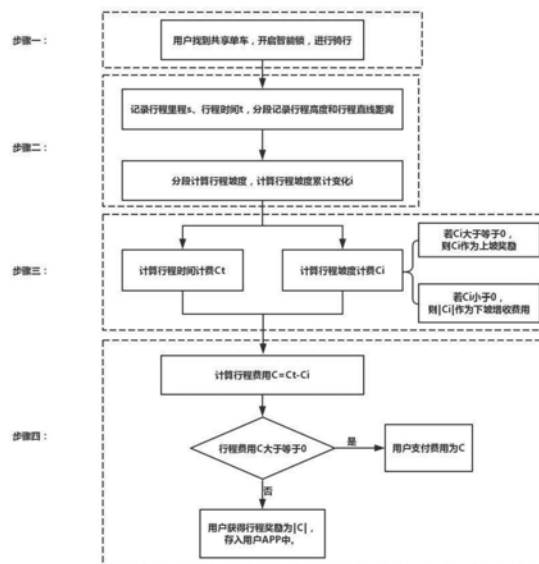 步骤一：
用户找到共享单车，开启智能锁，进行骑行
步骤二：
记录行程里程s、行程时间t，分段记录行程高度和行程直线距离
分段计算行程坡度，计算行程坡度累计变化i
步骤三：
计算行程时间计费Ct
计算行程坡度计费Ci
若Ci大于等于0，
则Ci作为上坡奖励
若Ci小于0，
则|Ci|作为下坡增收费用
步骤四：
计算行程费用C=Ct-Ci
行程费用C大于等于0
是
用户支付费用为C
否
用户获得行程奖励为|C|，
存入用户APP中。